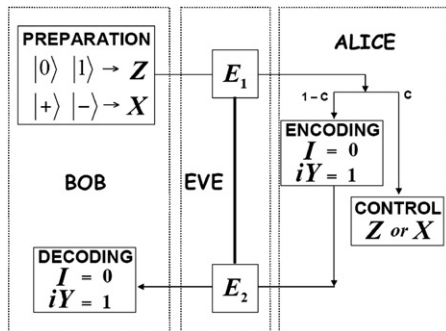 PREPARATION
|0⟩ |1⟩ → Z
|+⟩ |−⟩ → X
BOB
DECODING
I = 0
iY = 1
EVE
E₁
E₂
ALICE
1-C
C
ENCODING
I = 0
iY = 1
CONTROL
Z or X